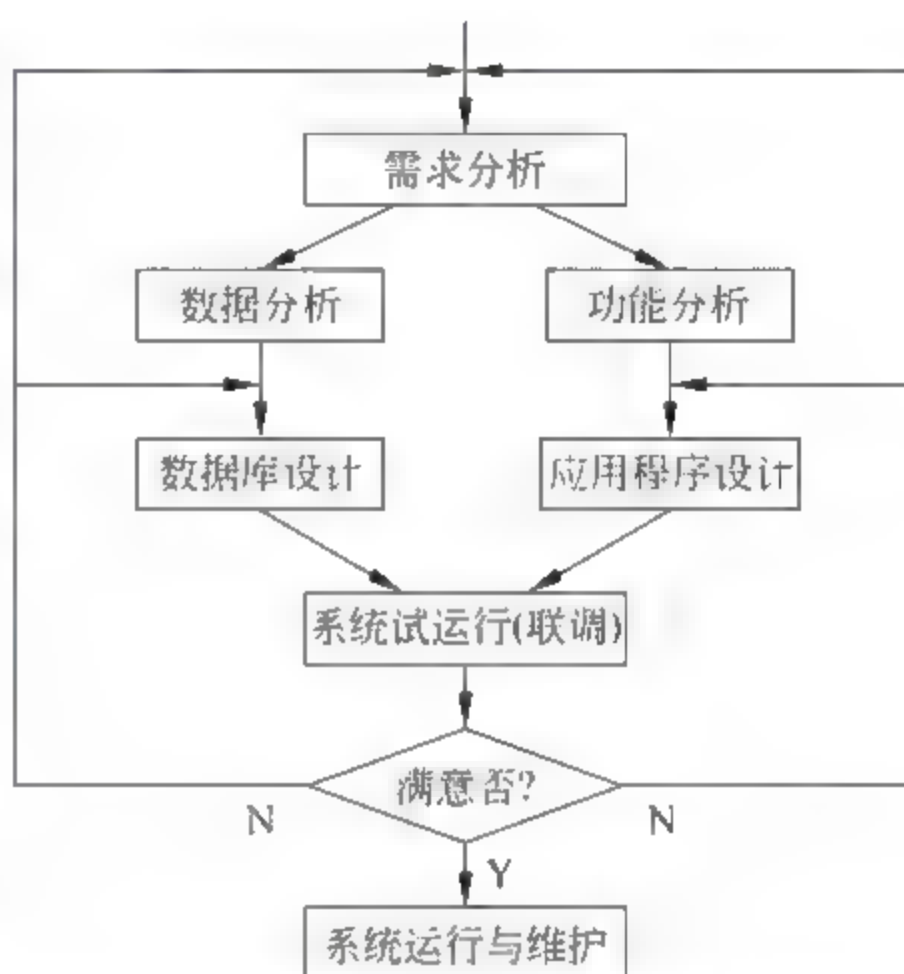 需求分析
数据分析
功能分析
数据库设计
应用程序设计
系统试运行(联调)
满意否?
N
N
Y
系统运行与维护